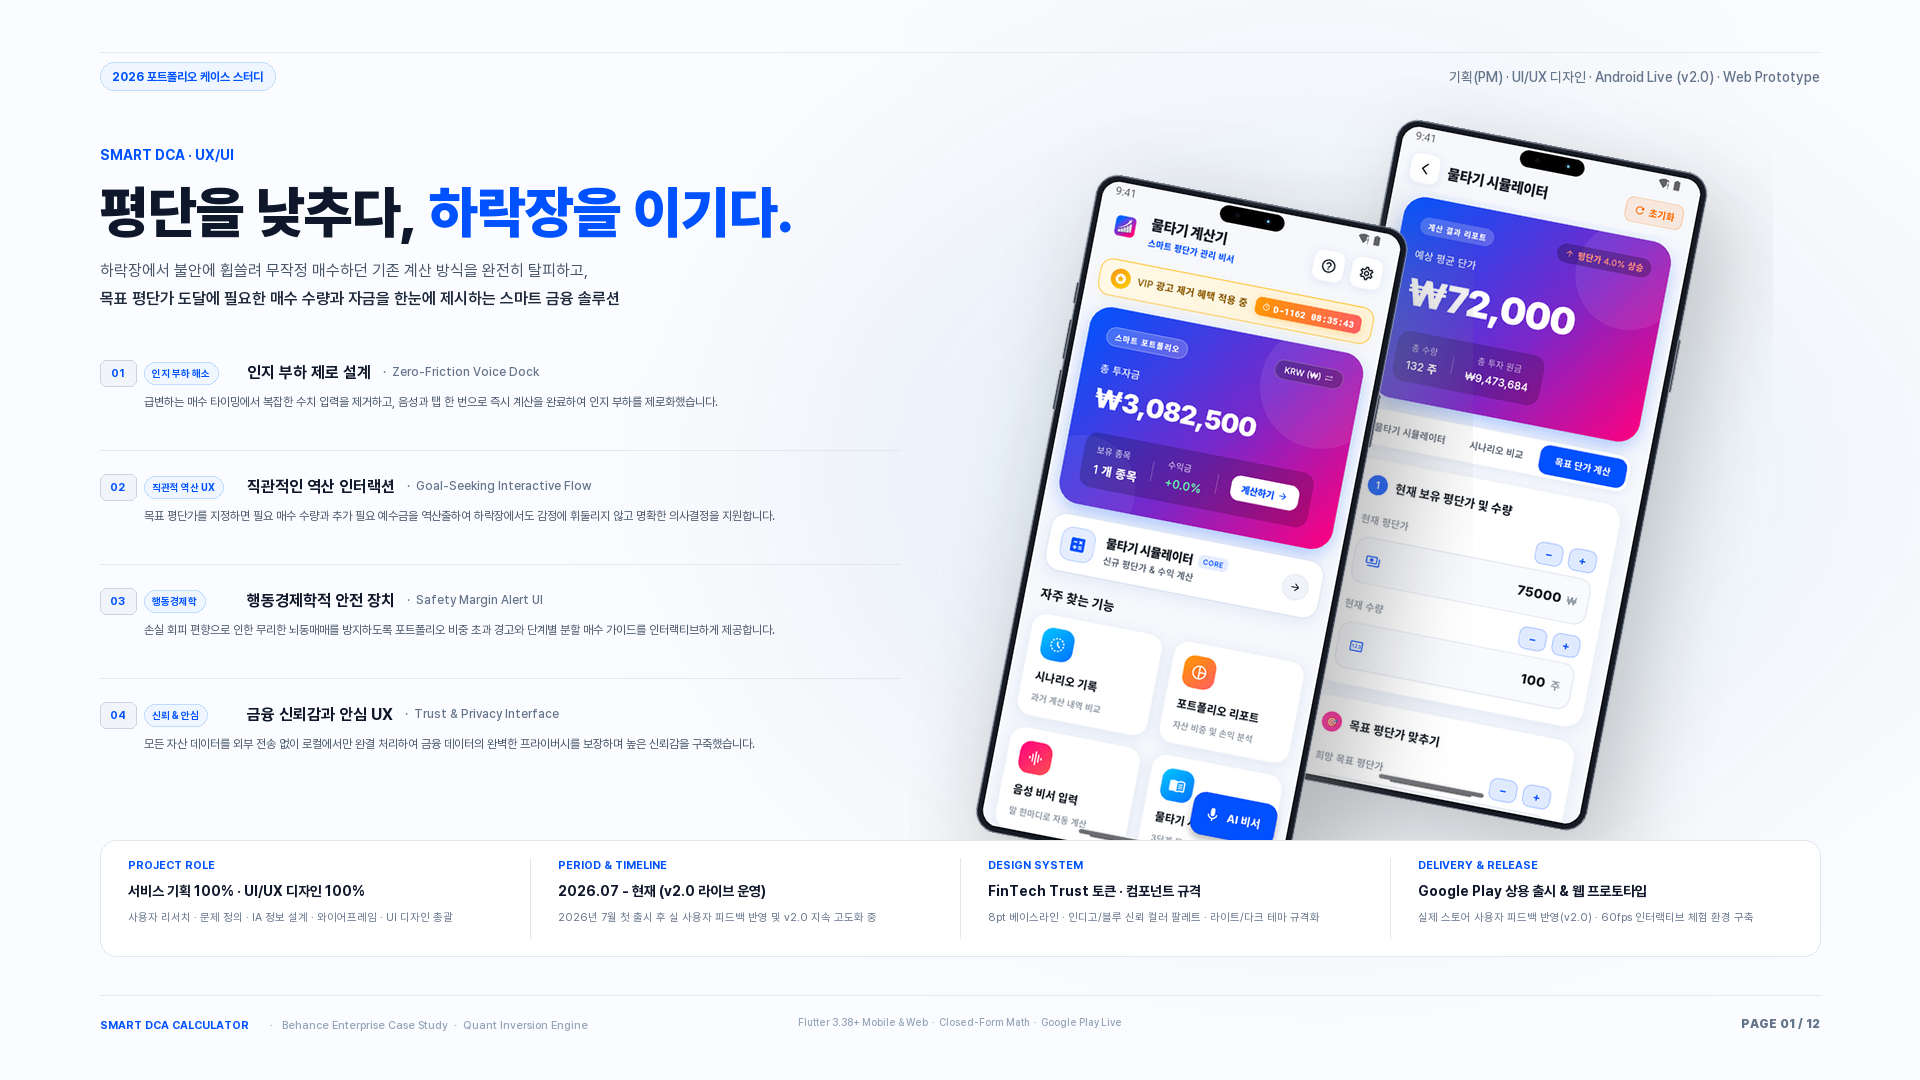 2026 포트폴리오 케이스 스터디
기획(PM) · UI/UX 디자인 · Android Live (v2.0) · Web Prototype
SMART DCA · UX/UI
평단을 낮추다, 하락장을 이기다.
하락장에서 불안에 휩쓸려 무작정 매수하던 기존 계산 방식을 완전히 탈피하고,
목표 평단가 도달에 필요한 매수 수량과 자금을 한눈에 제시하는 스마트 금융 솔루션
01 인지 부하 해소 인지 부하 제로 설계 · Zero-Friction Voice Dock
급변하는 매수 타이밍에서 복잡한 수치 입력을 제거하고, 음성과 탭 한 번으로 즉시 계산을 완료하여 인지 부하를 제로화했습니다.
02 직관적 역산 UX 직관적인 역산 인터랙션 · Goal-Seeking Interactive Flow
목표 평단가를 지정하면 필요 매수 수량과 추가 필요 예수금을 역산출하여 하락장에서도 감정에 휘둘리지 않고 명확한 의사결정을 지원합니다.
03 행동경제학 행동경제학적 안전 장치 · Safety Margin Alert UI
손실 회피 편향으로 인한 무리한 뇌동매매를 방지하도록 포트폴리오 비중 초과 경고와 단계별 분할 매수 가이드를 인터랙티브하게 제공합니다.
04 신뢰 & 안심 금융 신뢰감과 안심 UX · Trust & Privacy Interface
모든 자산 데이터를 외부 전송 없이 로컬에서만 완결 처리하여 금융 데이터의 완벽한 프라이버시를 보장하며 높은 신뢰감을 구축했습니다.
9:41
물타기 계산기
스마트 평단가 관리 비서
VIP 광고 제거 혜택 적용 중 D-1162 08:35:43
스마트 포트폴리오
KRW (₩)
총 투자금
₩3,082,500
보유 종목
1 개 종목
수익금
+0.0%
계산하기 →
물타기 시뮬레이터 CORE
신규 평단가 & 수익 계산
자주 찾는 기능
시나리오 기록
과거 계산 내역 비교
포트폴리오 리포트
자산 비중 및 손익 분석
음성 비서 입력
말 한마디로 자동 계산
물타기
AI 비서
9:41
물타기 시뮬레이터
초기화
계산 결과 리포트
↑ 평단가 4.0% 상승
예상 평균 단가
₩72,000
총 수량
132 주
총 투자 원금
₩9,473,684
물타기 시뮬레이터 시나리오 비교 목표 단가 계산
1 현재 보유 평단가 및 수량
현재 평단가
− +
75000 ₩
현재 수량
− +
123
100 주
목표 평단가 맞추기
희망 목표 평단가
− +
PROJECT ROLE
서비스 기획 100% · UI/UX 디자인 100%
사용자 리서치 · 문제 정의 · IA 정보 설계 · 와이어프레임 · UI 디자인 총괄
PERIOD & TIMELINE
2026.07 - 현재 (v2.0 라이브 운영)
2026년 7월 첫 출시 후 실 사용자 피드백 반영 및 v2.0 지속 고도화 중
DESIGN SYSTEM
FinTech Trust 토큰 · 컴포넌트 규격
8pt 베이스라인 · 인디고/블루 신뢰 컬러 팔레트 · 라이트/다크 테마 규격화
DELIVERY & RELEASE
Google Play 상용 출시 & 웹 프로토타입
실제 스토어 사용자 피드백 반영(v2.0) · 60fps 인터랙티브 체험 환경 구축
SMART DCA CALCULATOR · Behance Enterprise Case Study · Quant Inversion Engine
Flutter 3.38+ Mobile & Web · Closed-Form Math · Google Play Live
PAGE 01 / 12